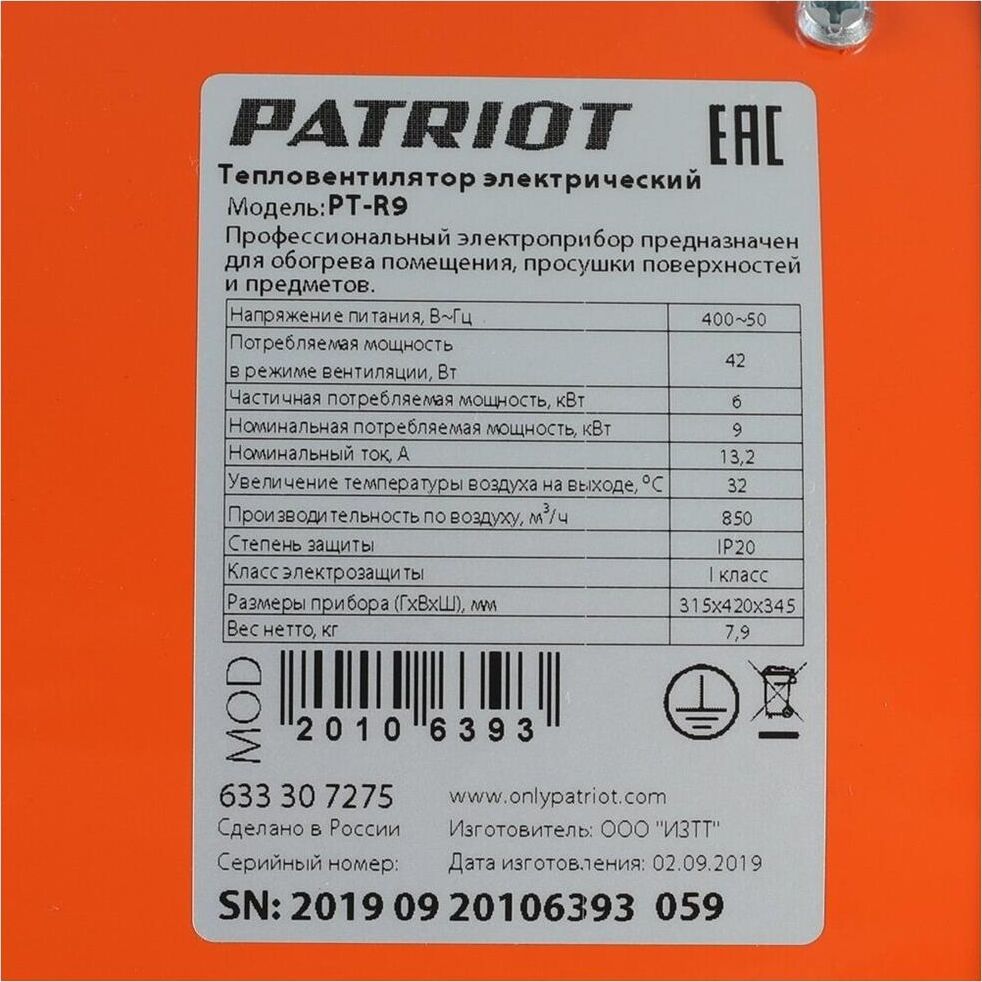 PATRIOT EAC
Тепловентилятор электрический
Модель: PT-R9
Профессиональный электроприбор предназначен
для обогрева помещения, просушки поверхностей
и предметов.
Напряжение питания, В~Гц 400~50
Потребляемая мощность
в режиме вентиляции, Вт 42
Частичная потребляемая мощность, кВт 6
Номинальная потребляемая мощность, кВт 9
Номинальный ток, А 13,2
Увеличение температуры воздуха на выходе, °С 32
Производительность по воздуху, м³/ч 850
Степень защиты IP20
Класс электрозащиты I класс
Размеры прибора (ГхВхШ), мм 315х420х345
Вес нетто, кг 7,9
MOD
20106393
633 30 7275 www.onlypatriot.com
Сделано в России Изготовитель: ООО "ИЗТТ"
Серийный номер: Дата изготовления: 02.09.2019
SN: 2019 09 20106393 059